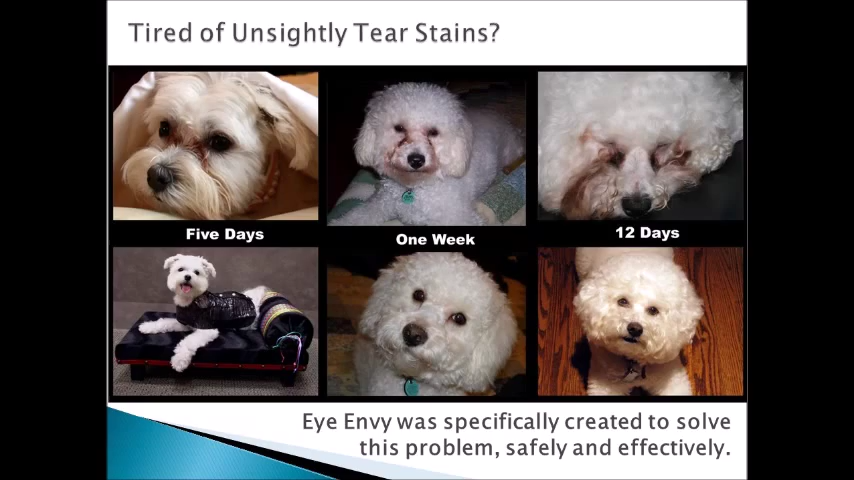 Tired of Unsightly Tear Stains?
Five Days
One Week
12 Days
Eye Envy was specifically created to solve
this problem, safely and effectively.